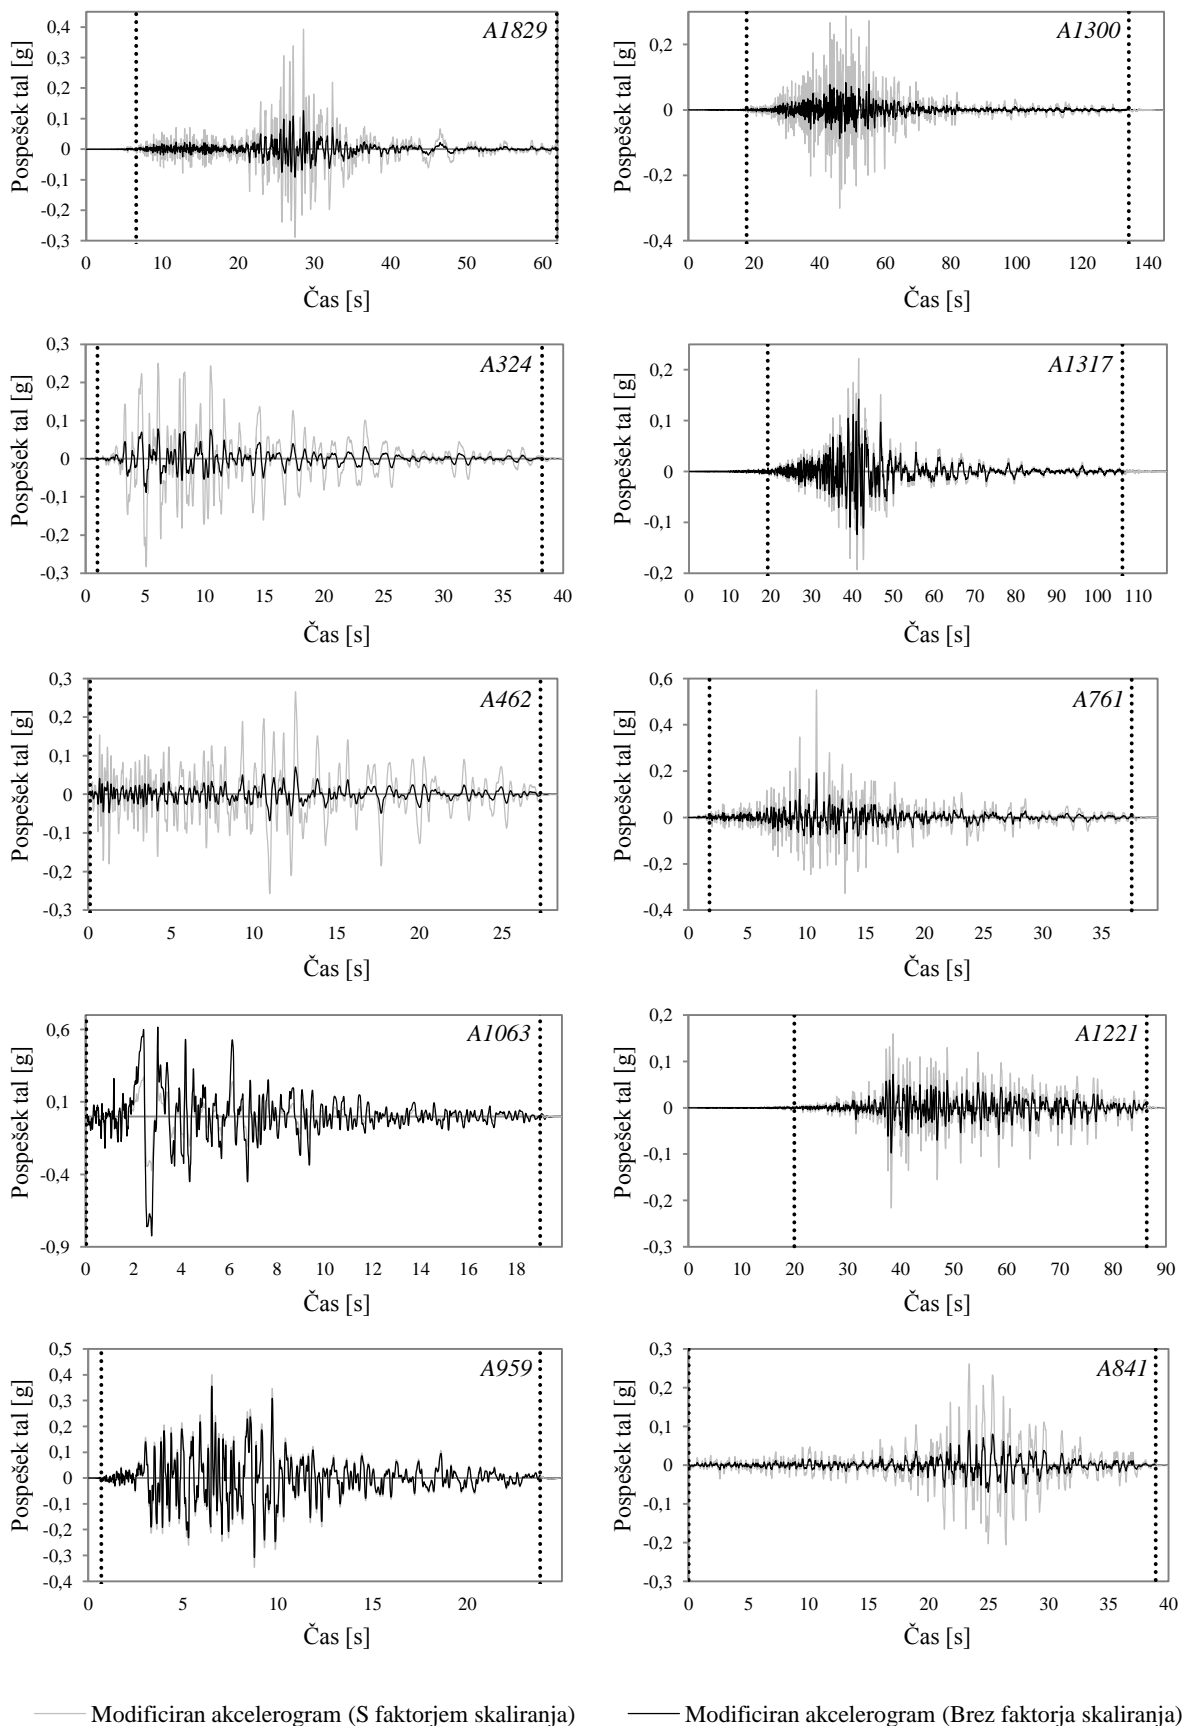 A1829
Pospešek tal [g]
0,4
0,3
0,2
0,1
0
-0,1
-0,2
-0,3
0 10 20 30 40 50 60
Čas [s]
A1300
Pospešek tal [g]
0,2
0
-0,2
-0,4
0 20 40 60 80 100 120 140
Čas [s]
A324
Pospešek tal [g]
0,3
0,2
0,1
0
-0,1
-0,2
-0,3
0 5 10 15 20 25 30 35 40
Čas [s]
A1317
Pospešek tal [g]
0,2
0,1
0
-0,1
-0,2
0 10 20 30 40 50 60 70 80 90 100 110
Čas [s]
A462
Pospešek tal [g]
0,3
0,2
0,1
0
-0,1
-0,2
-0,3
0 5 10 15 20 25
Čas [s]
A761
Pospešek tal [g]
0,6
0,4
0,2
0
-0,2
-0,4
0 5 10 15 20 25 30 35
Čas [s]
A1063
Pospešek tal [g]
0,6
0,1
-0,4
-0,9
0 2 4 6 8 10 12 14 16 18
Čas [s]
A1221
Pospešek tal [g]
0,2
0,1
0
-0,1
-0,2
-0,3
0 10 20 30 40 50 60 70 80 90
Čas [s]
A959
Pospešek tal [g]
0,5
0,4
0,3
0,2
0,1
0
-0,1
-0,2
-0,3
-0,4
0 5 10 15 20
Čas [s]
A841
Pospešek tal [g]
0,3
0,2
0,1
0
-0,1
-0,2
-0,3
0 5 10 15 20 25 30 35 40
Čas [s]
Modificiran akcelerogram (S faktorjem skaliranja)
Modificiran akcelerogram (Brez faktorja skaliranja)